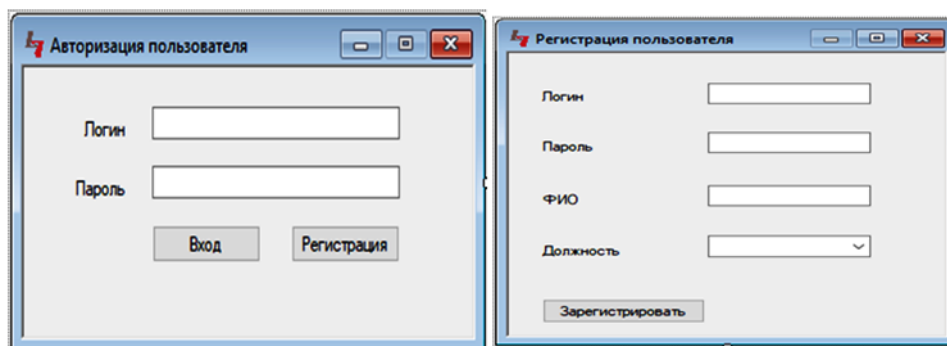 Авторизация пользователя
Логин
Пароль
Вход Регистрация
Регистрация пользователя
Логин
Пароль
ФИО
Должность
Зарегистрировать